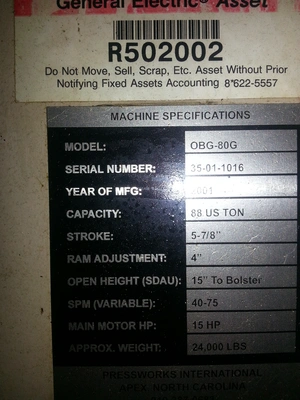 General Electric® Asset
R502002
Do Not Move, Sell, Scrap, Etc. Asset Without Prior
Notifying Fixed Assets Accounting 8*622-5557
MACHINE SPECIFICATIONS
MODEL: OBG-80G
SERIAL NUMBER: 35-01-1016
YEAR OF MFG: 2001
CAPACITY: 88 US TON
STROKE: 5-7/8"
RAM ADJUSTMENT: 4"
OPEN HEIGHT (SDAU): 15" To Bolster
SPM (VARIABLE): 40-75
MAIN MOTOR HP: 15 HP
APPROX. WEIGHT: 24,000 LBS
PRESSWORKS INTERNATIONAL
APEX, NORTH CAROLINA